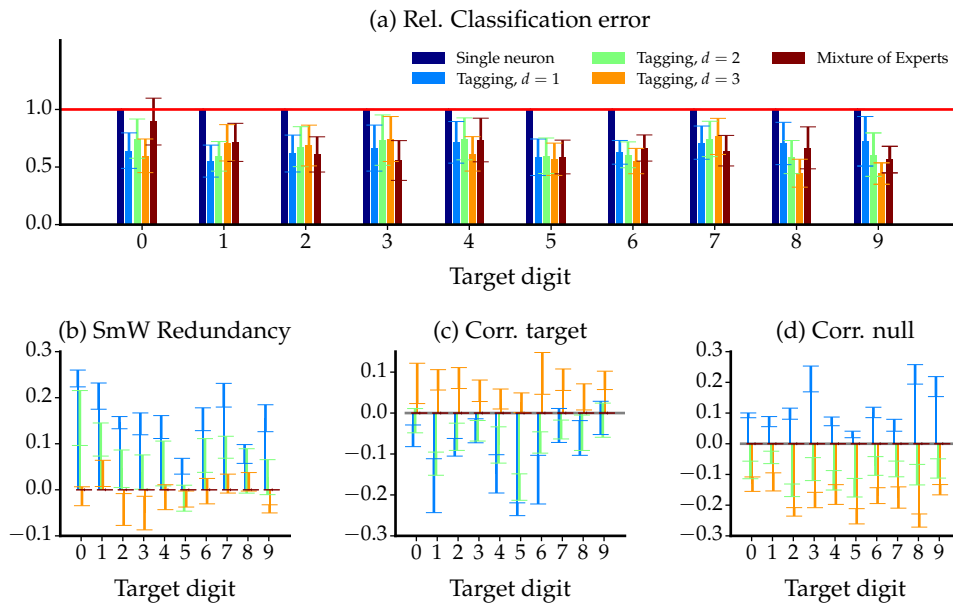 (a) Rel. Classification error
Single neuron
Tagging, d = 1
Tagging, d = 2
Tagging, d = 3
Mixture of Experts
1.0
0.5
0.0
0 1 2 3 4 5 6 7 8 9
Target digit
(b) SmW Redundancy
0.3
0.2
0.1
0.0
−0.1
0 1 2 3 4 5 6 7 8 9
Target digit
(c) Corr. target
0.1
0.0
−0.1
−0.3
0 1 2 3 4 5 6 7 8 9
Target digit
(d) Corr. null
0.3
0.2
0.1
0.0
−0.1
−0.2
−0.3
0 1 2 3 4 5 6 7 8 9
Target digit